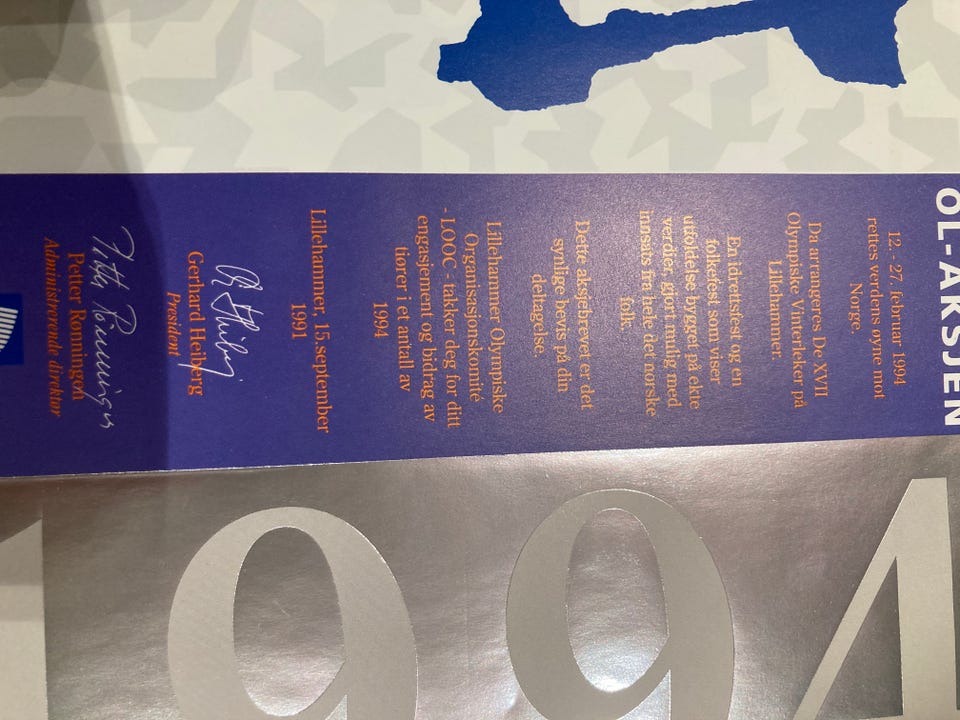 OL-AKSJEN
12. - 27. februar 1994
rettes verdens øyne mot
Norge.
Da arrangeres De XVII
Olympiske Vinterleker på
Lillehammer.
En idrettsfest og en
folkefest som viser
utfoldelse bygget på ekte
verdier, gjort mulig med
innsats fra hele det norske
folk.
Dette aksjebrevet er det
synlige bevis på din
deltagelse.
Lillehammer Olympiske
Organisasjonskomité
- LOOC - takker deg for ditt
engasjement og bidrag av
tiører i et antall av
1994
Lillehammer, 15.september
1991
Gerhard Heiberg
President
Petter Rønningen
Administrerende direktør
1994